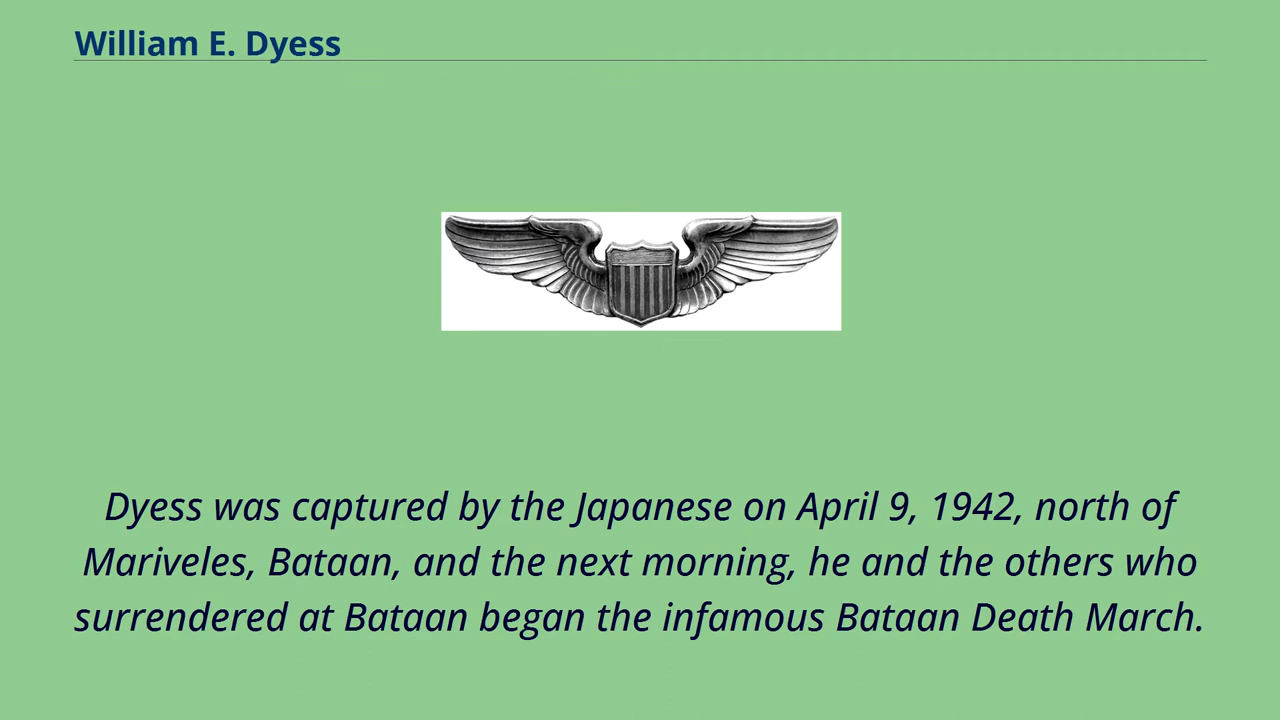 William E. Dyess
Dyess was captured by the Japanese on April 9, 1942, north of
Mariveles, Bataan, and the next morning, he and the others who
surrendered at Bataan began the infamous Bataan Death March.